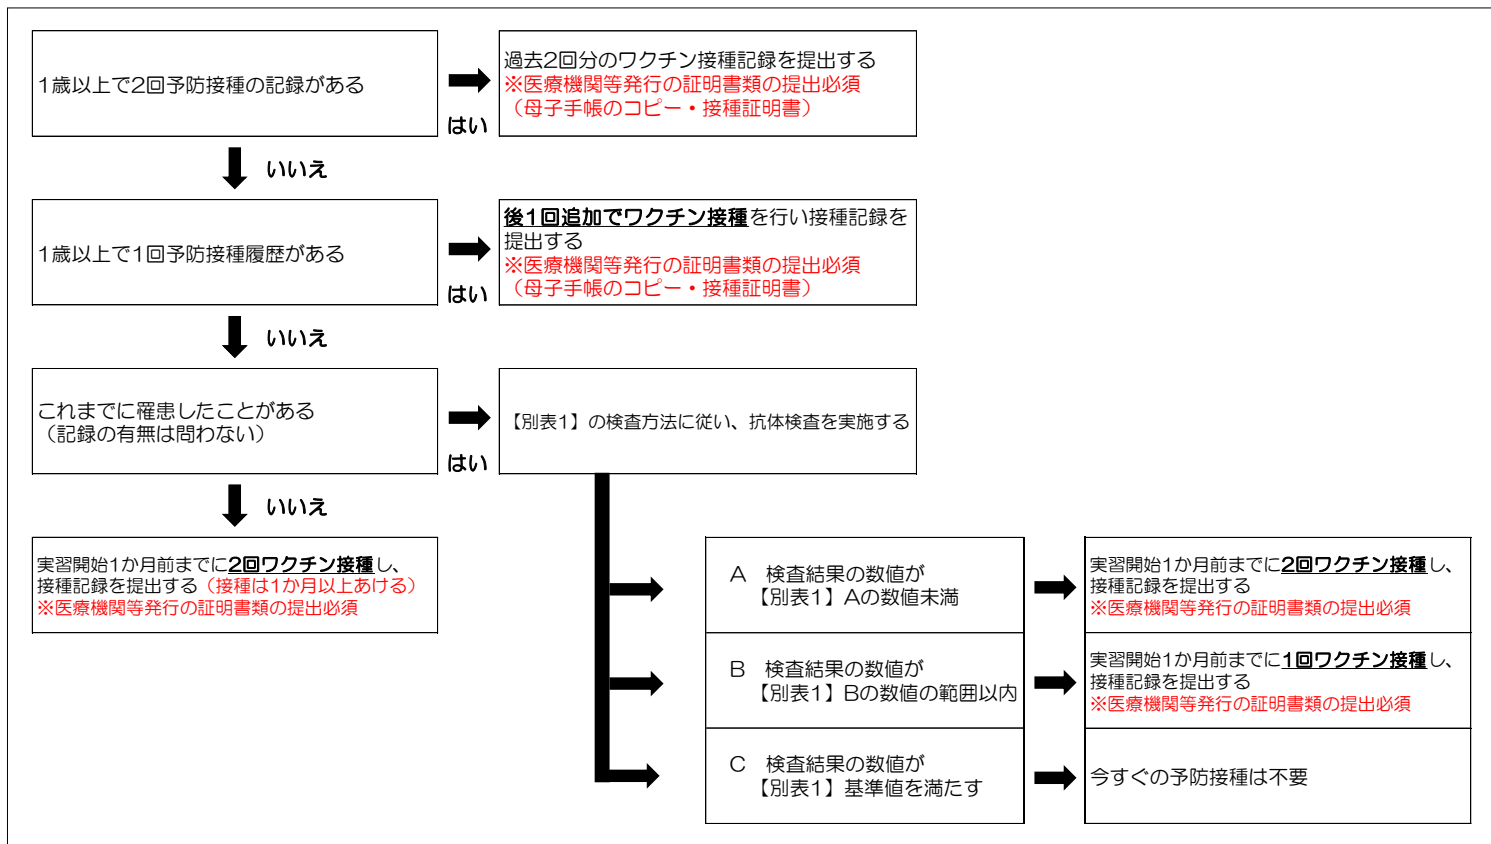 1歳以上で2回予防接種の記録がある
はい
過去2回分のワクチン接種記録を提出する
※医療機関等発行の証明書類の提出必須
（母子手帳のコピー・接種証明書）
いいえ
1歳以上で1回予防接種履歴がある
はい
後1回追加でワクチン接種を行い接種記録を
提出する
※医療機関等発行の証明書類の提出必須
（母子手帳のコピー・接種証明書）
いいえ
これまでに罹患したことがある
（記録の有無は問わない）
はい
【別表1】の検査方法に従い、抗体検査を実施する
いいえ
実習開始1か月前までに2回ワクチン接種し、
接種記録を提出する（接種は1か月以上あける）
※医療機関等発行の証明書類の提出必須
A　検査結果の数値が
【別表1】Aの数値未満
実習開始1か月前までに2回ワクチン接種し、
接種記録を提出する
※医療機関等発行の証明書類の提出必須
B　検査結果の数値が
【別表1】Bの数値の範囲以内
実習開始1か月前までに1回ワクチン接種し、
接種記録を提出する
※医療機関等発行の証明書類の提出必須
C　検査結果の数値が
【別表1】基準値を満たす
今すぐの予防接種は不要